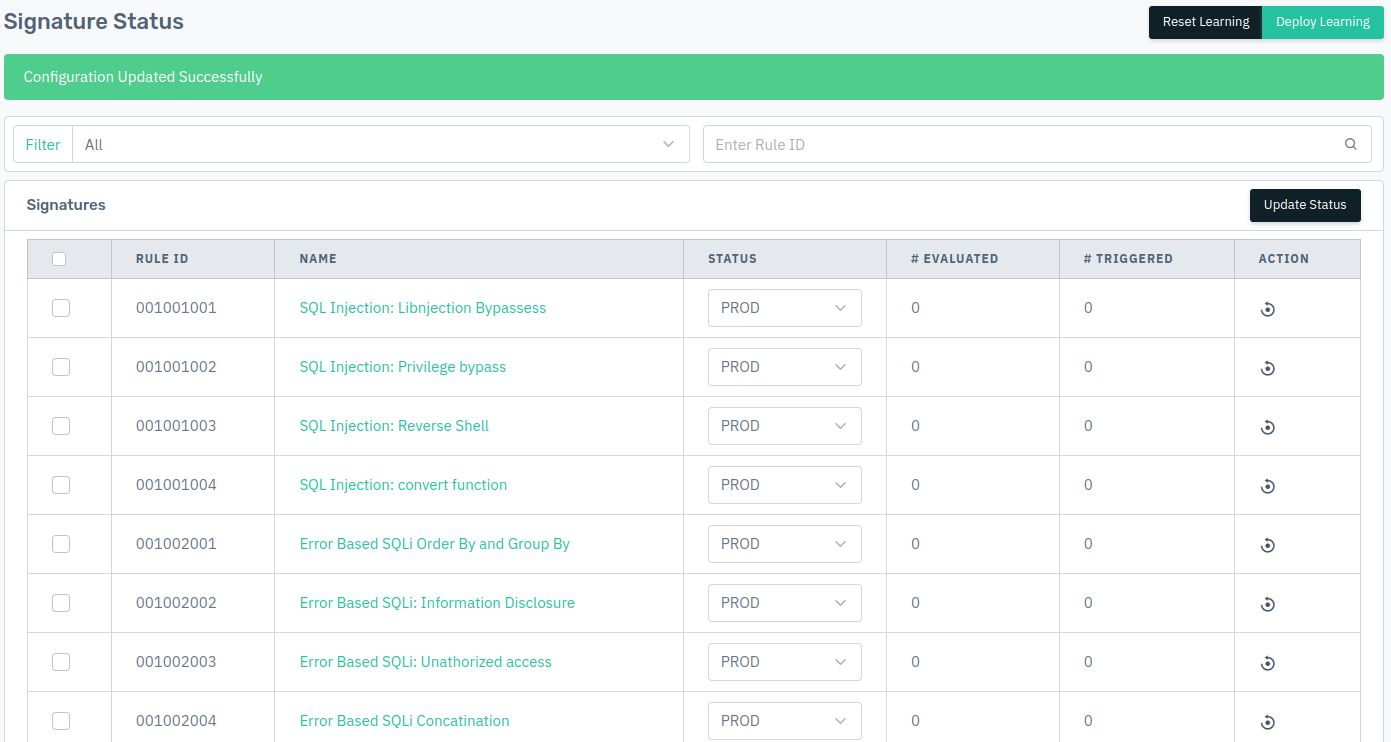 Signature Status
Reset Learning
Deploy Learning
Configuration Updated Successfully
Filter
All
Enter Rule ID
Signatures
Update Status
RULE ID NAME STATUS # EVALUATED # TRIGGERED ACTION
001001001 SQL Injection: Libnjection Bypassess PROD 0 0
001001002 SQL Injection: Privilege bypass PROD 0 0
001001003 SQL Injection: Reverse Shell PROD 0 0
001001004 SQL Injection: convert function PROD 0 0
001002001 Error Based SQLi Order By and Group By PROD 0 0
001002002 Error Based SQLi: Information Disclosure PROD 0 0
001002003 Error Based SQLi: Unathorized access PROD 0 0
001002004 Error Based SQLi Concatination PROD 0 0